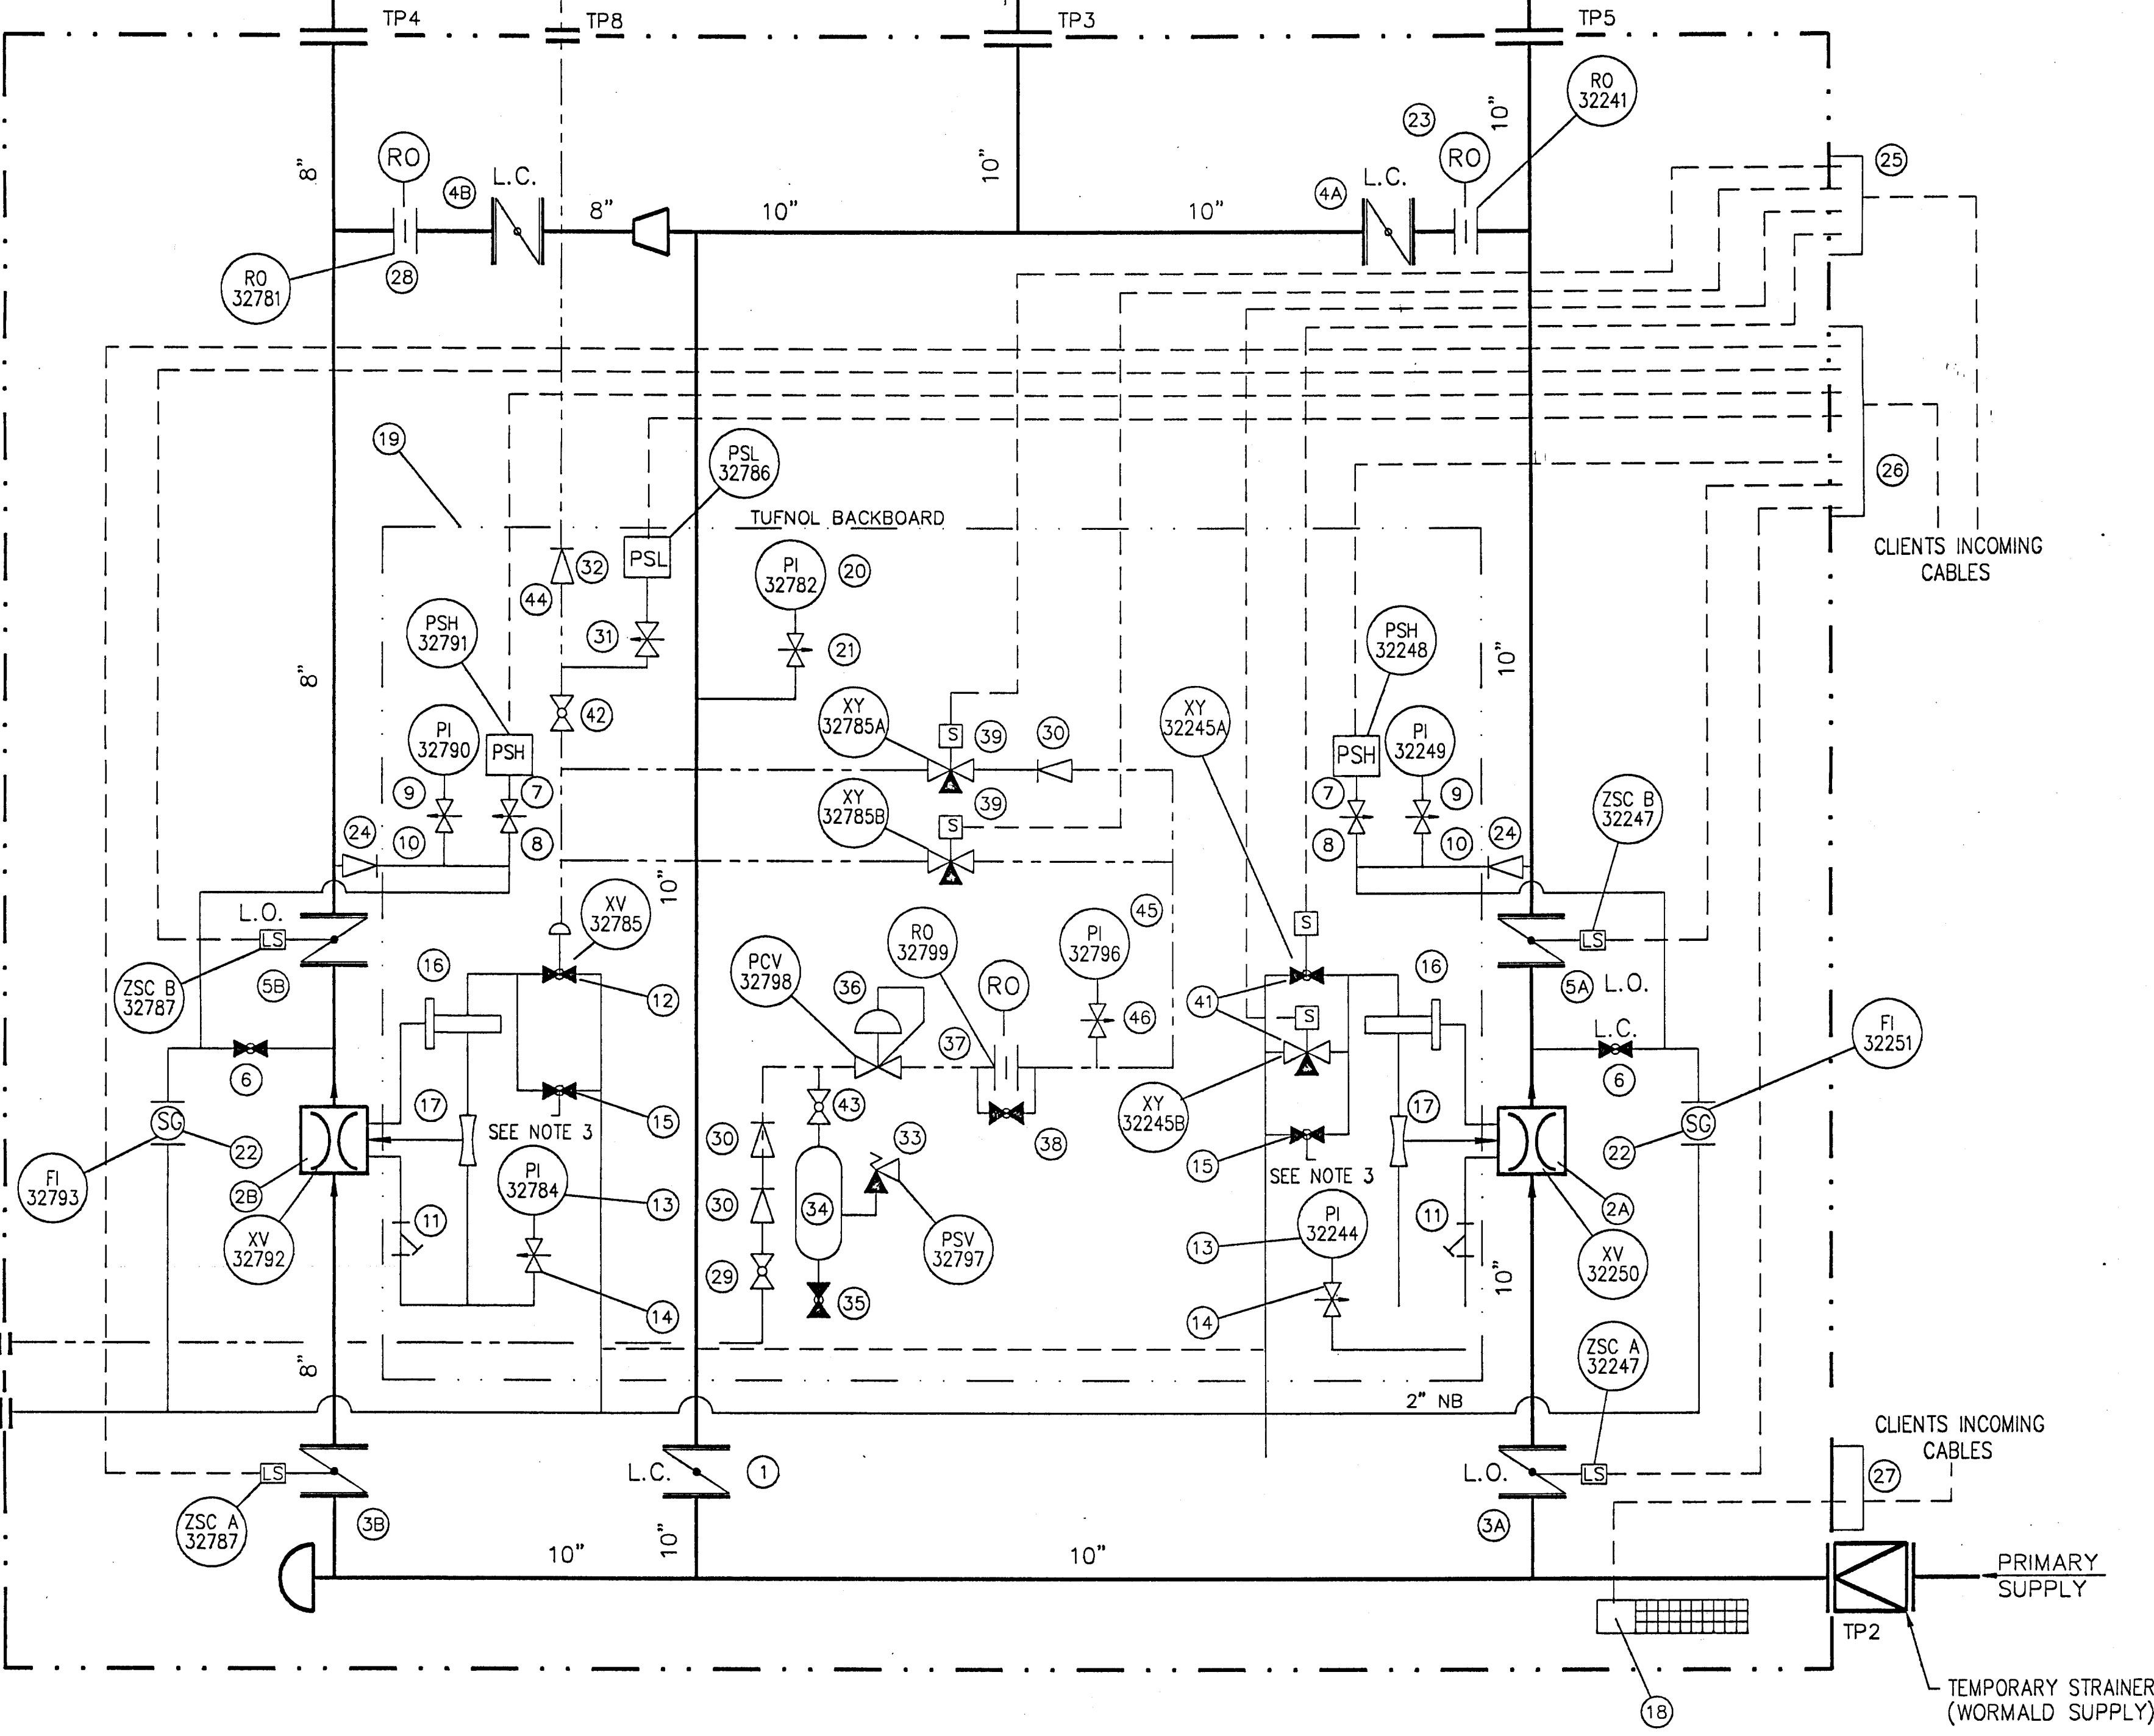 TP4
TP8
TP3
TP5
RO
32241
23
10"
RO
RO
8"
4B
L.C.
8"
10"
10"
10"
4A
L.C.
25
28
RO
32781
19
PSL
32786
26
TUFNOL BACKBOARD
CLIENTS INCOMING
CABLES
PSL
32
44
PI
32782
20
31
21
PSH
32791
8"
PSH
32248
10"
42
XY
32785A
39
30
XY
32245A
PI
32790
PSH
S
PSH
PI
32249
9
7
XY
32785B
39
S
7
9
ZSC B
32247
24
10
8
8
10
24
10"
L.O.
XV
32785
RO
32799
PI
32796
45
S
LS
ZSC B
32787
5B
16
12
PCV
32798
36
RO
46
41
16
LS
5A
L.O.
S
L.C.
FI
32251
6
37
6
17
15
43
38
XY
32245B
17
SG
22
SEE NOTE 3
30
33
15
SG
22
FI
32793
2B
PI
32784
13
30
34
SEE NOTE 3
2A
XV
32792
11
PSV
32797
PI
32244
13
11
XV
32250
29
35
14
14
10"
8"
ZSC A
32247
2" NB
CLIENTS INCOMING
CABLES
LS
L.C.
1
L.O.
LS
27
ZSC A
32787
3B
3A
10"
10"
10"
PRIMARY
SUPPLY
TP2
18
TEMPORARY STRAINER
(WORMALD SUPPLY)